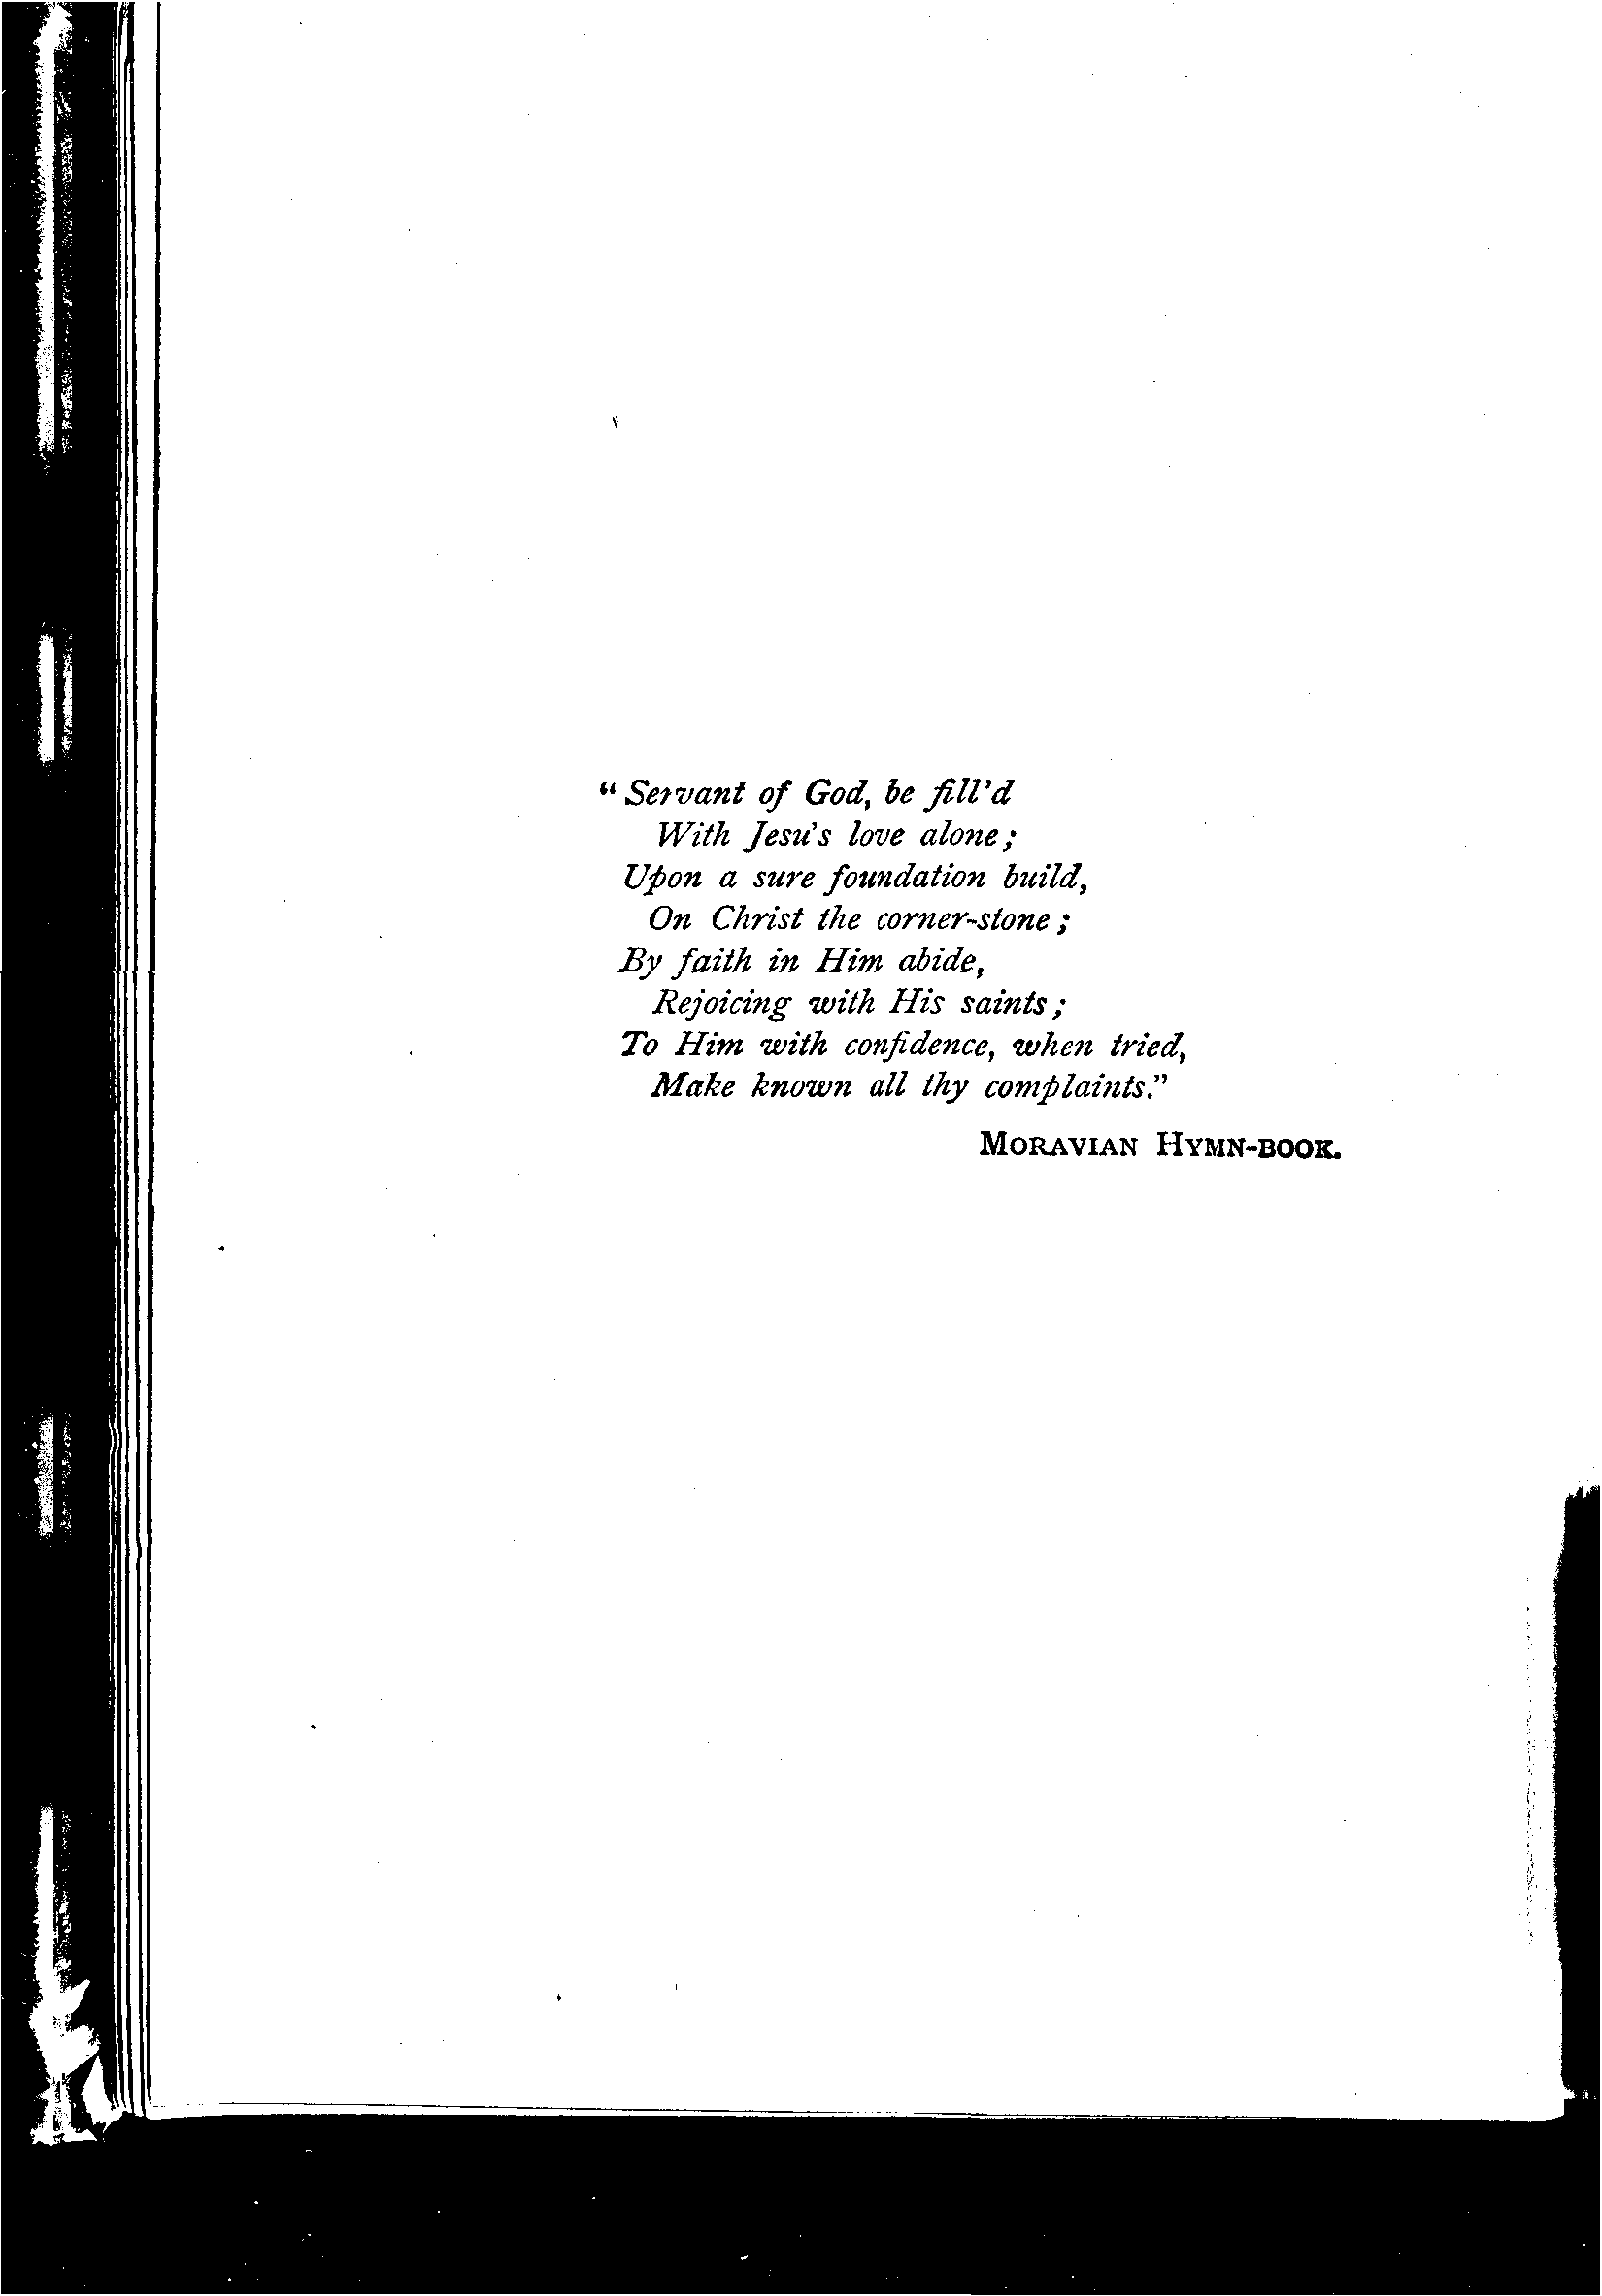 "Servant of God, be fill'd
With Jesu's love alone;
Upon a sure foundation build,
On Christ the corner-stone;
By faith in Him abide,
Rejoicing with His saints;
To Him with confidence, when tried,
Make known all thy complaints."
MORAVIAN HYMN-BOOK.